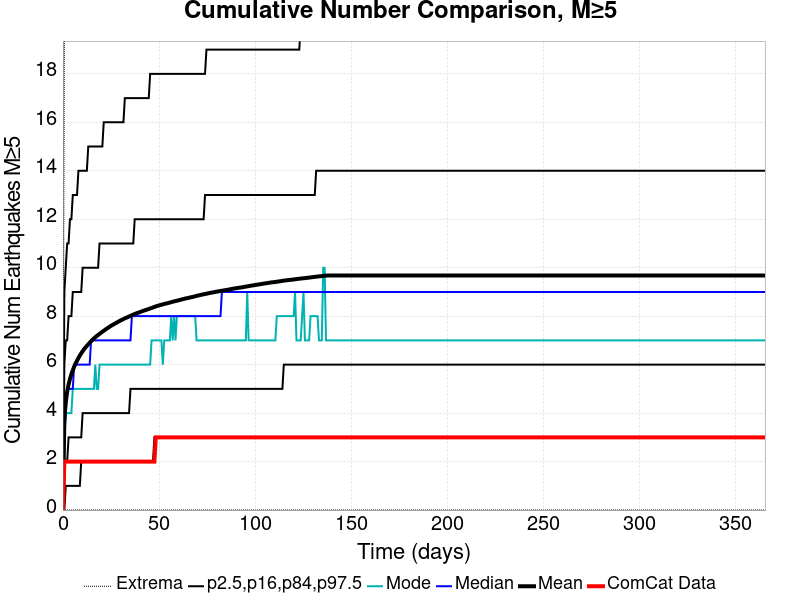 Cumulative Number Comparison, M≥5
Cumulative Num Earthquakes M≥5
18
16
14
12
10
8
6
4
2
0
0 50 100 150 200 250 300 350
Time (days)
Extrema p2.5,p16,p84,p97.5 Mode Median Mean ComCat Data